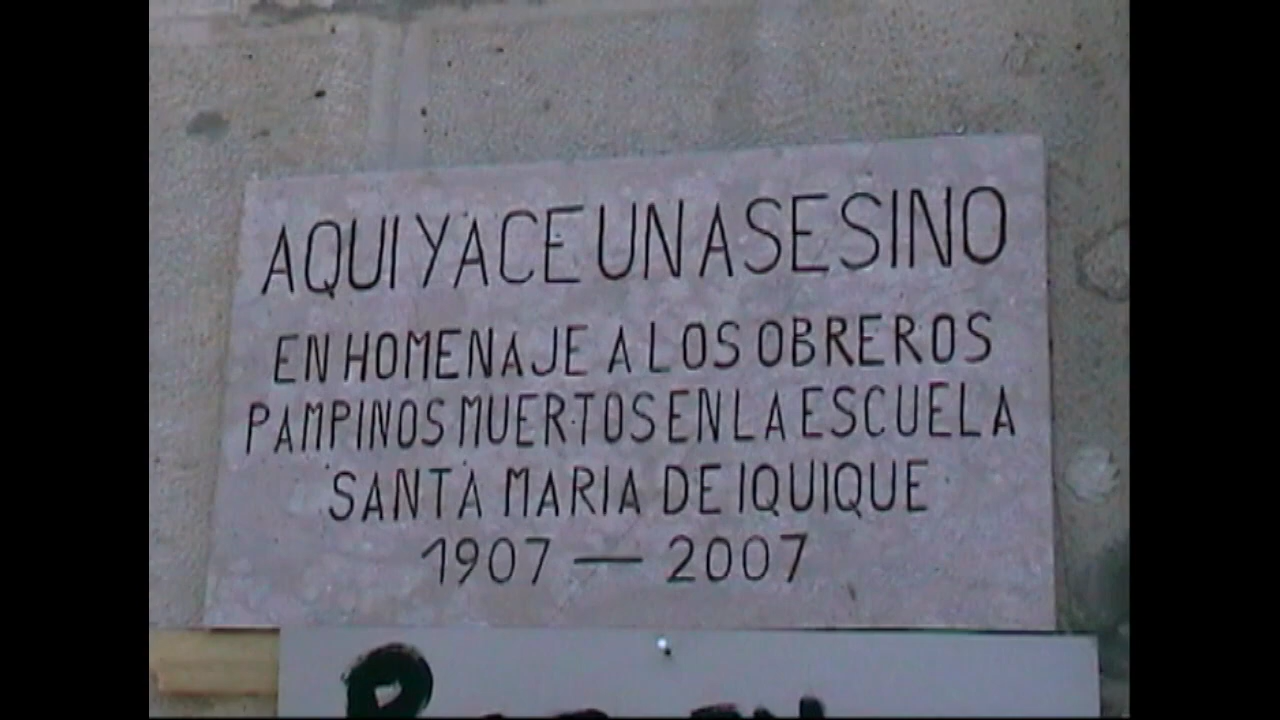 AQUI YACE UN ASESINO
EN HOMENAJE A LOS OBREROS
PAMPINOS MUERTOS EN LA ESCUELA
SANTA MARIA DE IQUIQUE
1907 — 2007